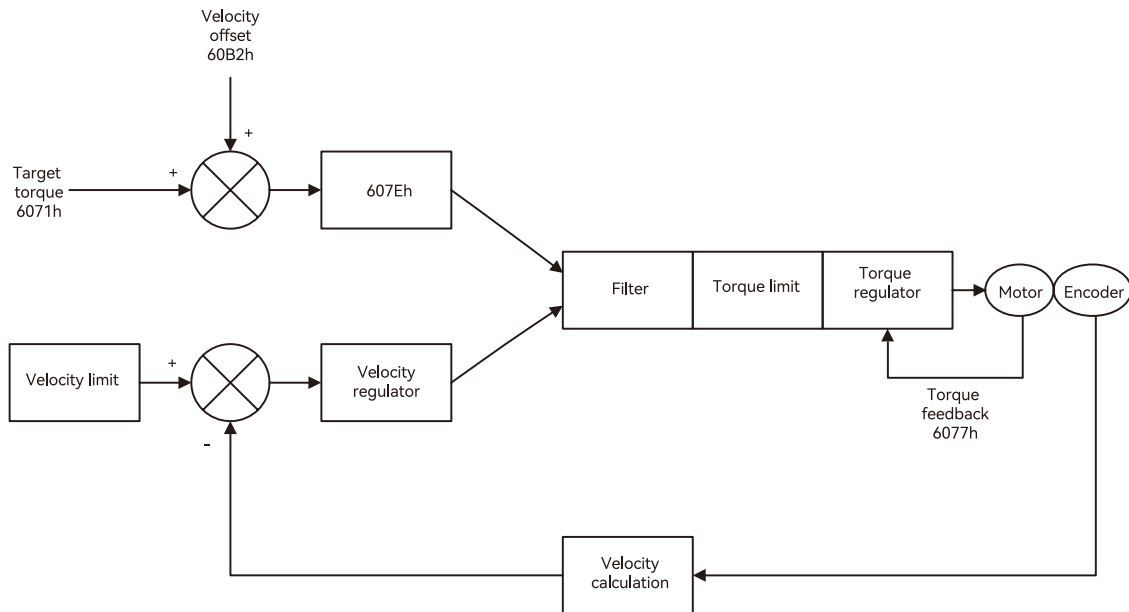 Velocity
offset
60B2h
+
Target
torque
6071h
+
607Eh
Filter
Torque limit
Torque
regulator
Motor
Encoder
Velocity limit
+
Velocity
regulator
-
Torque
feedback
6077h
Velocity
calculation